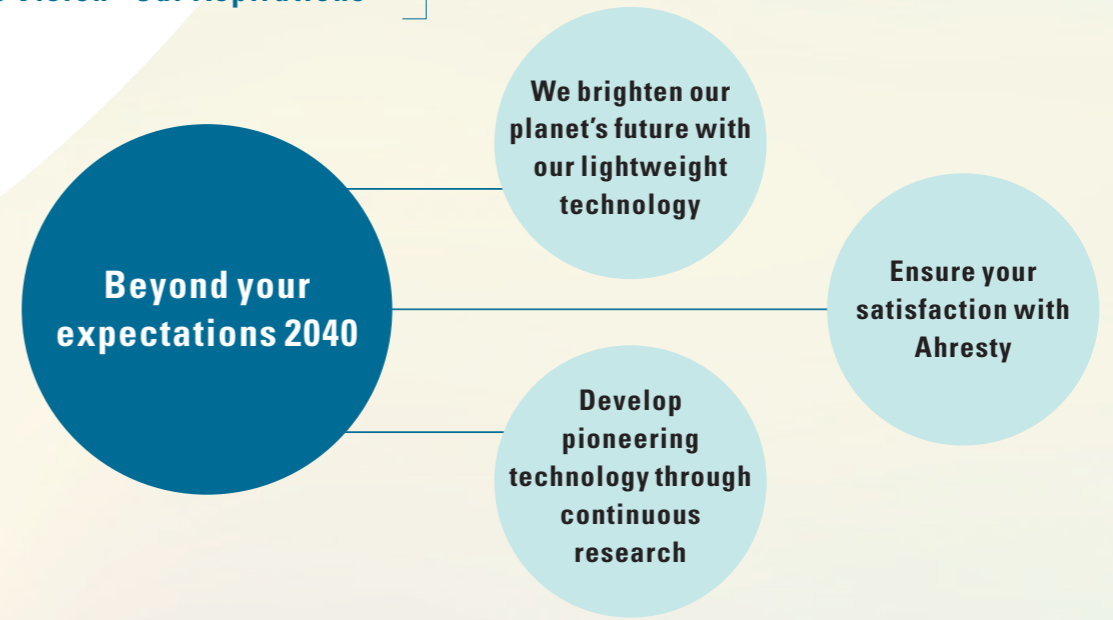 We brighten our
planet's future with
our lightweight
technology
Beyond your
expectations 2040
Ensure your
satisfaction with
Ahresty
Develop
pioneering
technology through
continuous
research